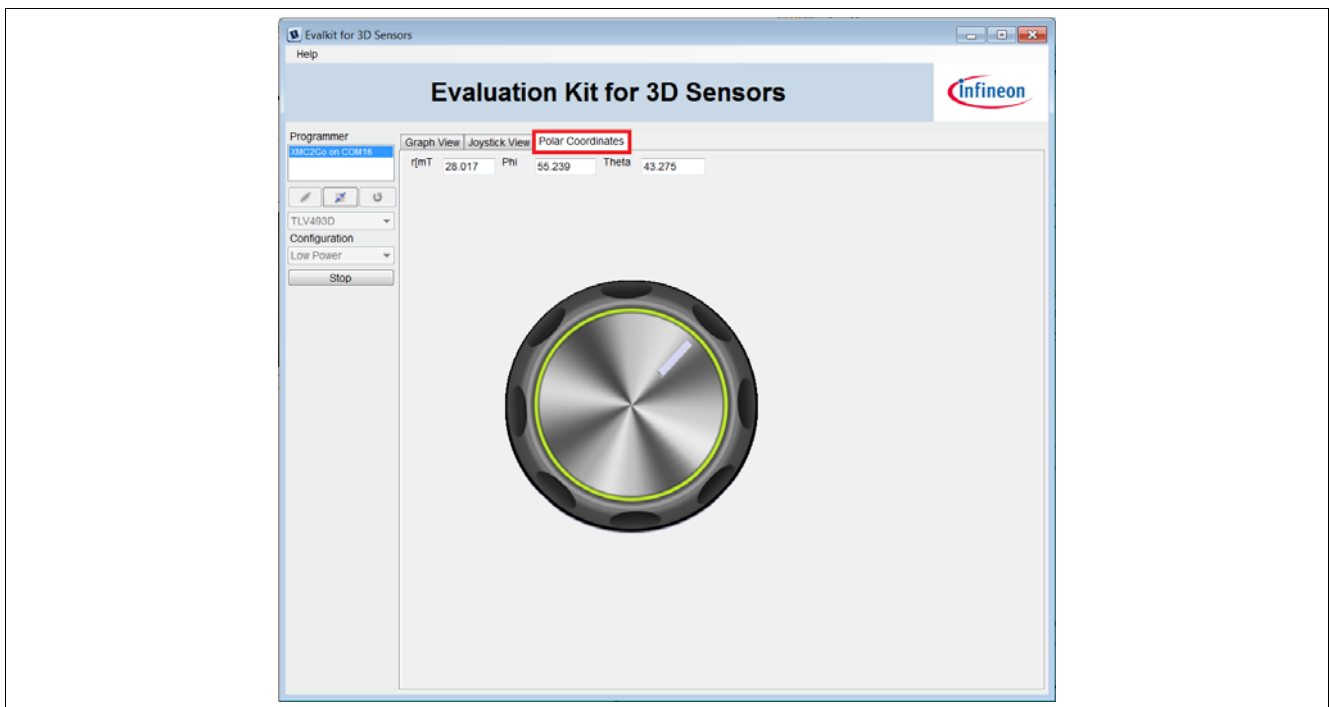 Evalkit for 3D Sensors
Help
Evaluation Kit for 3D Sensors
infineon
Programmer
XMC2Go on COM16
Graph View Joystick View Polar Coordinates
r[mT 28.017 Phi 55.239 Theta 43.275
TLV493D
Configuration
Low Power
Stop